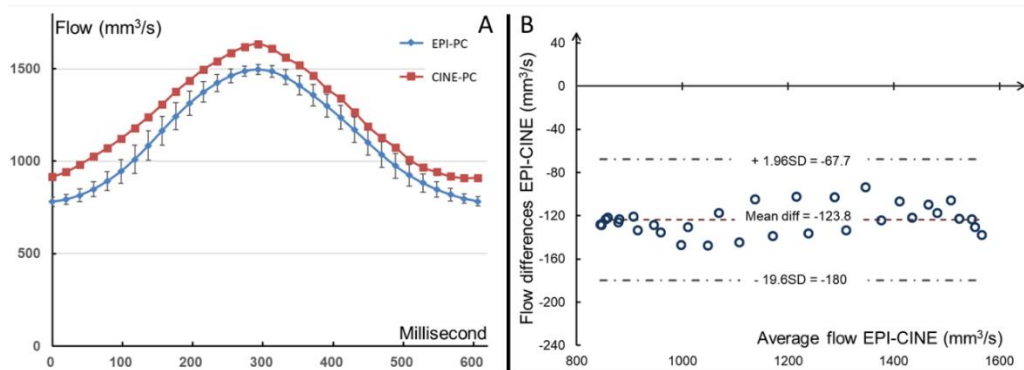 Flow (mm³/s)
A
EPI-PC
CINE-PC
1500
1000
500
0
Millisecond
0 100 200 300 400 500 600
B
Flow differences EPI-CINE (mm³/s)
40
0
-40
-80
-120
-160
-200
-240
+ 1.96SD = -67.7
Mean diff = -123.8
- 19.6SD = -180
Average flow EPI-CINE (mm³/s)
800 1000 1200 1400 1600